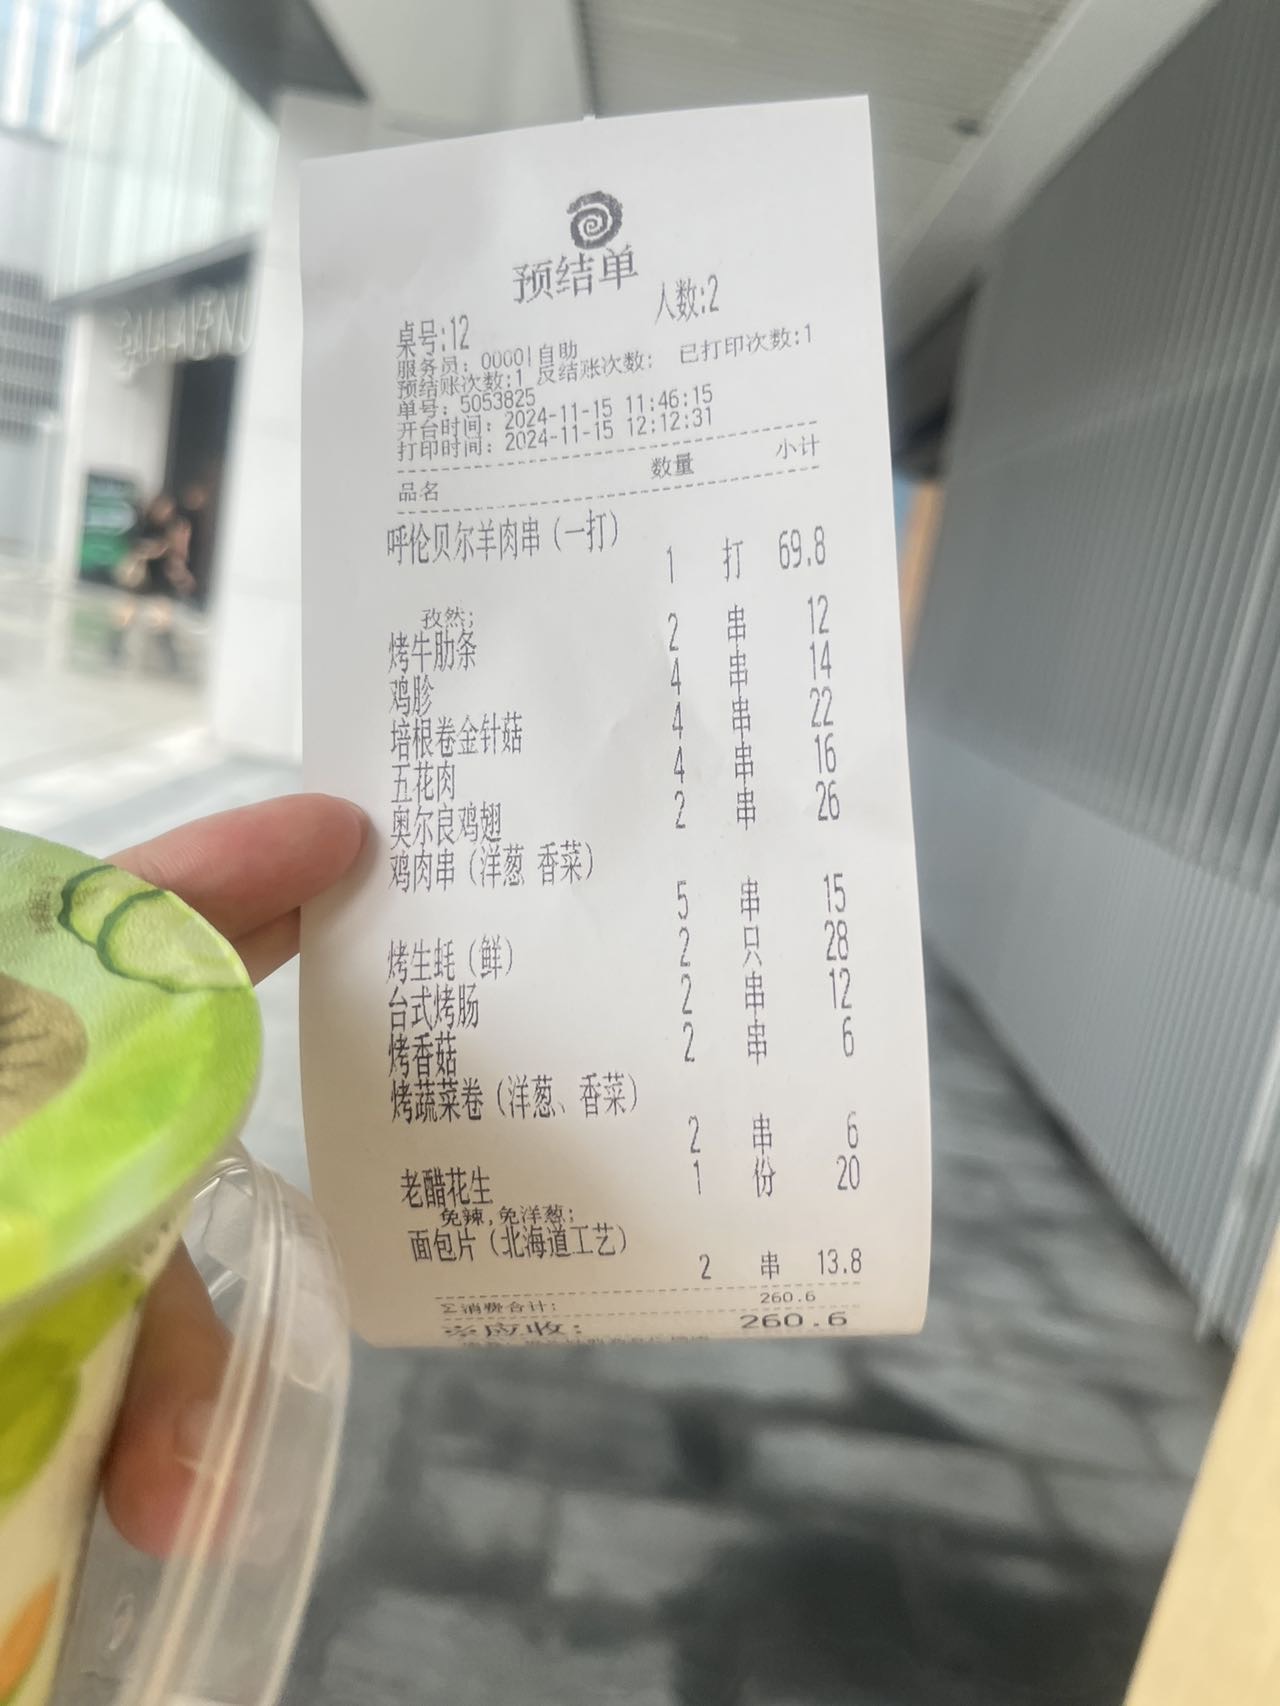 预结单
桌号:12 人数:2
服务员: 00001自助
预结账次数:1 反结账次数: 已打印次数:1
单号: 5053825
开台时间: 2024-11-15 11:46:15
打印时间: 2024-11-15 12:12:31
品名 数量 小计
呼伦贝尔羊肉串(一打)
1 打 69.8
孜然;
烤牛肋条 2 串 12
鸡胗 4 串 14
培根卷金针菇 4 串 22
五花肉 4 串 16
奥尔良鸡翅 2 串 26
鸡肉串(洋葱 香菜)
5 串 15
烤生蚝(鲜) 2 只 28
台式烤肠 2 串 12
烤香菇 2 串 6
烤蔬菜卷(洋葱、香菜)
2 串 6
老醋花生 1 份 20
免辣,免洋葱;
面包片(北海道工艺)
2 串 13.8
Σ消费合计: 260.6
※应收: 260.6